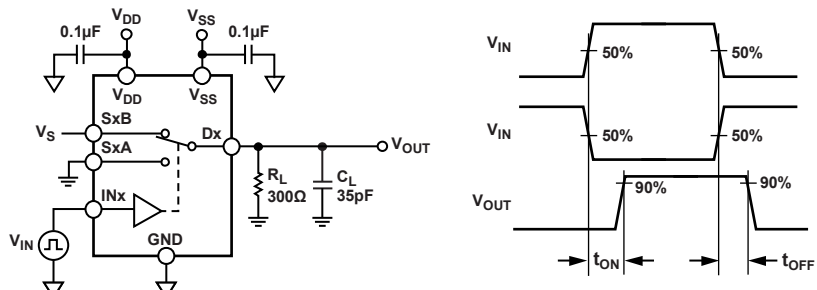 VDD
VSS
0.1µF
0.1µF
VDD
VSS
VS
SxB
SxA
Dx
VOUT
RL
300Ω
CL
35pF
INx
VIN
GND
VIN
50%
50%
VIN
50%
50%
VOUT
90%
90%
tON
tOFF